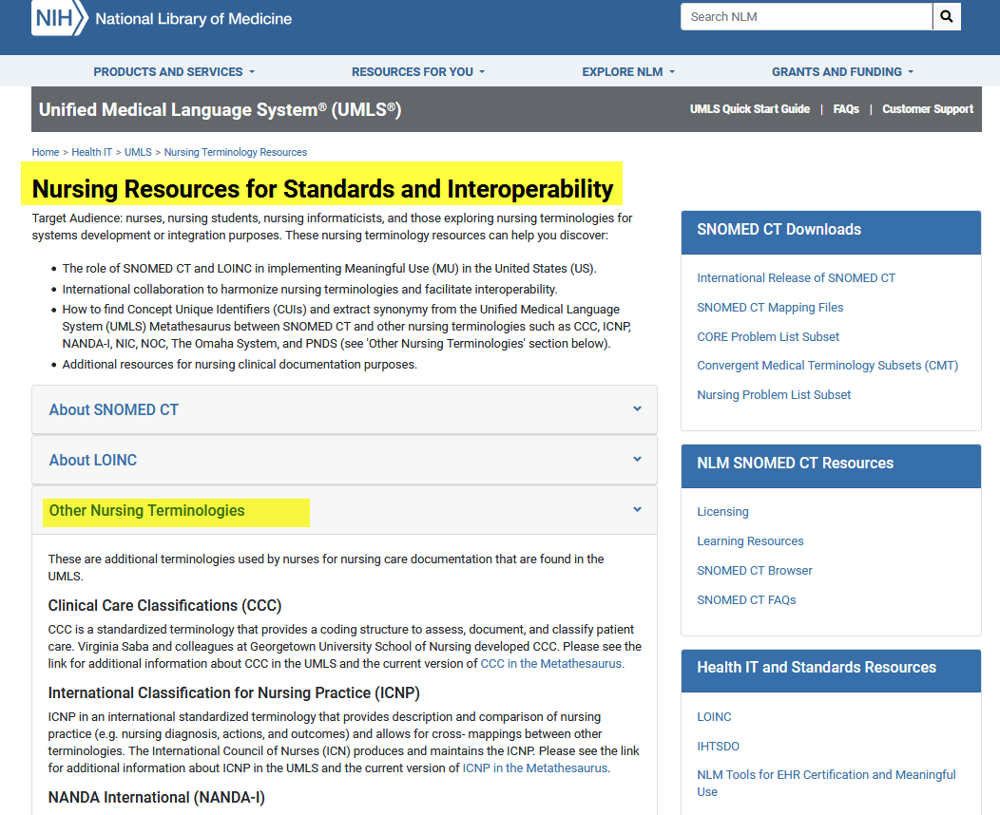 NIH National Library of Medicine
Search NLM
PRODUCTS AND SERVICES
RESOURCES FOR YOU
EXPLORE NLM
GRANTS AND FUNDING
Unified Medical Language System® (UMLS®)
UMLS Quick Start Guide | FAQs | Customer Support
Home > Health IT > UMLS > Nursing Terminology Resources
Nursing Resources for Standards and Interoperability
Target Audience: nurses, nursing students, nursing informaticists, and those exploring nursing terminologies for
systems development or integration purposes. These nursing terminology resources can help you discover:
• The role of SNOMED CT and LOINC in implementing Meaningful Use (MU) in the United States (US).
• International collaboration to harmonize nursing terminologies and facilitate interoperability.
• How to find Concept Unique Identifiers (CUIs) and extract synonymy from the Unified Medical Language
System (UMLS) Metathesaurus between SNOMED CT and other nursing terminologies such as CCC, ICNP,
NANDA-I, NIC, NOC, The Omaha System, and PNDS (see 'Other Nursing Terminologies' section below).
• Additional resources for nursing clinical documentation purposes.
About SNOMED CT
About LOINC
Other Nursing Terminologies
These are additional terminologies used by nurses for nursing care documentation that are found in the
UMLS.
Clinical Care Classifications (CCC)
CCC is a standardized terminology that provides a coding structure to assess, document, and classify patient
care. Virginia Saba and colleagues at Georgetown University School of Nursing developed CCC. Please see the
link for additional information about CCC in the UMLS and the current version of CCC in the Metathesaurus.
International Classification for Nursing Practice (ICNP)
ICNP in an international standardized terminology that provides description and comparison of nursing
practice (e.g. nursing diagnosis, actions, and outcomes) and allows for cross- mappings between other
terminologies. The International Council of Nurses (ICN) produces and maintains the ICNP. Please see the link
for additional information about ICNP in the UMLS and the current version of ICNP in the Metathesaurus.
NANDA International (NANDA-I)
SNOMED CT Downloads
International Release of SNOMED CT
SNOMED CT Mapping Files
CORE Problem List Subset
Convergent Medical Terminology Subsets (CMT)
Nursing Problem List Subset
NLM SNOMED CT Resources
Licensing
Learning Resources
SNOMED CT Browser
SNOMED CT FAQs
Health IT and Standards Resources
LOINC
IHTSDO
NLM Tools for EHR Certification and Meaningful
Use